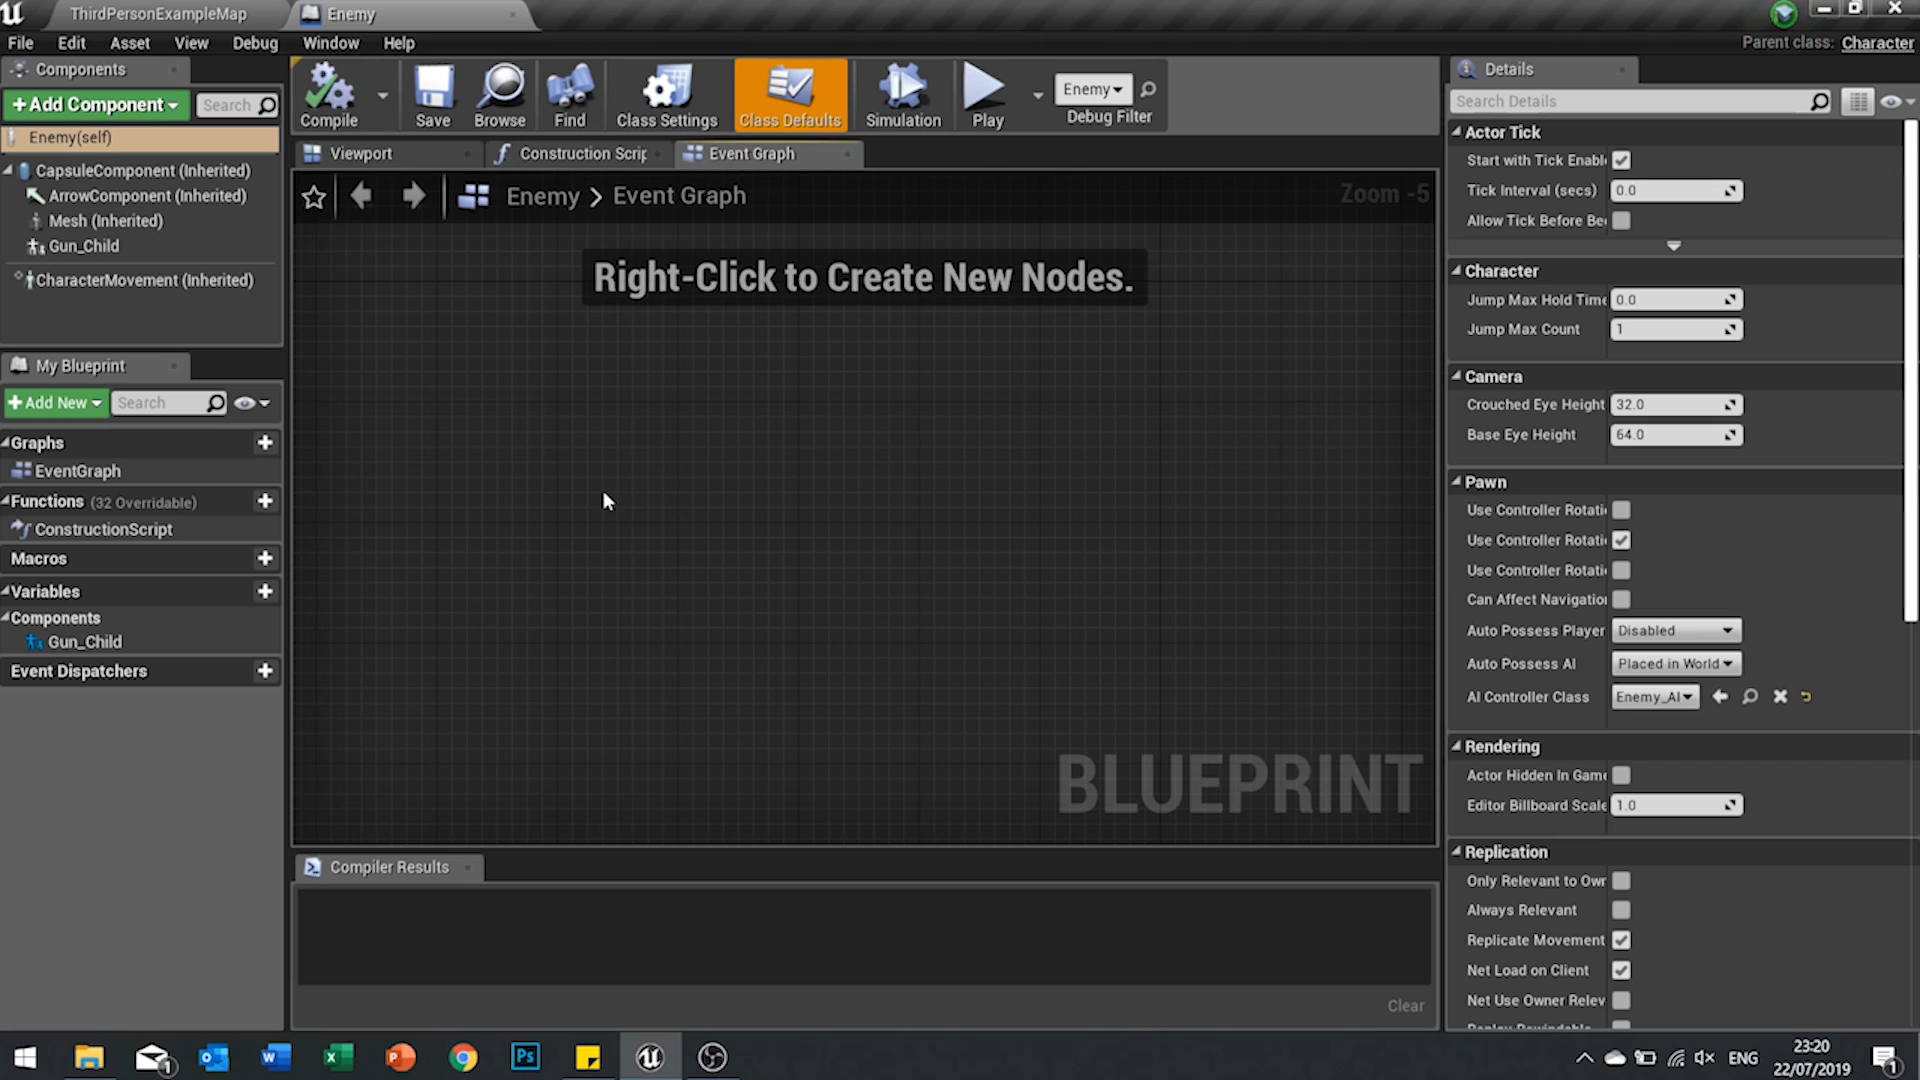 ThirdPersonExampleMap
Enemy
File Edit Asset View Debug Window Help
Parent class: Character
Components
Add Component
Search
Enemy(self)
CapsuleComponent (Inherited)
ArrowComponent (Inherited)
Mesh (Inherited)
Gun_Child
CharacterMovement (Inherited)
My Blueprint
Add New
Search
Graphs
EventGraph
Functions (32 Overridable)
ConstructionScript
Macros
Variables
Components
Gun_Child
Event Dispatchers
Compile
Save
Browse
Find
Class Settings
Class Defaults
Simulation
Play
Enemy
Debug Filter
Viewport
Construction Scrip
Event Graph
Enemy > Event Graph
Zoom -5
Right-Click to Create New Nodes.
BLUEPRINT
Compiler Results
Clear
Details
Search Details
Actor Tick
Start with Tick Enabl
Tick Interval (secs) 0.0
Allow Tick Before Be
Character
Jump Max Hold Time 0.0
Jump Max Count 1
Camera
Crouched Eye Height 32.0
Base Eye Height 64.0
Pawn
Use Controller Rotati
Use Controller Rotati
Use Controller Rotati
Can Affect Navigation
Auto Possess Player Disabled
Auto Possess AI Placed in World
AI Controller Class Enemy_AI
Rendering
Actor Hidden In Game
Editor Billboard Scale 1.0
Replication
Only Relevant to Owr
Always Relevant
Replicate Movement
Net Load on Client
Net Use Owner Relev
ENG
23:20
22/07/2019